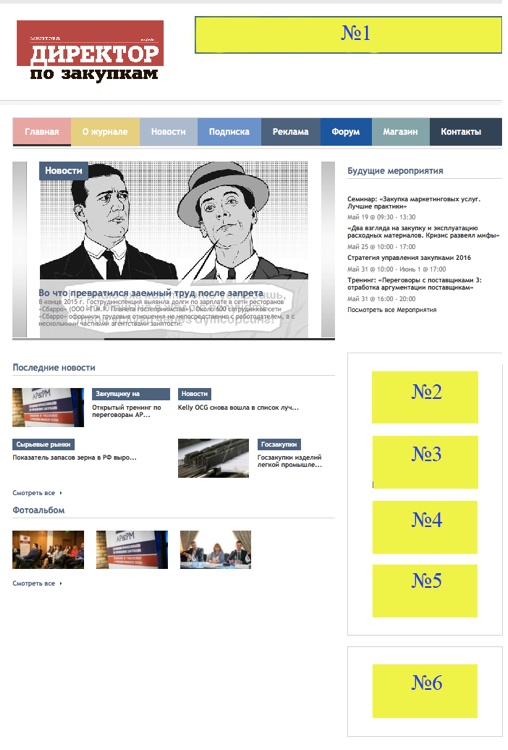 ДИРЕКТОР
по закупкам
№1
Главная
О журнале
Новости
Подписка
Реклама
Форум
Магазин
Контакты
Новости
Во что превратился заемный труд после запрета
В конце 2015 г. Гострудинспекция выявила долги по зарплате в сети ресторанов
«Сбарро» (ООО «ГМР. Планета гостеприимства»). Около 600 сотрудников сети
«Сбарро» оформили трудовые отношения не непосредственно с работодателем, а с
несколькими частными агентствами занятости.
Будущие мероприятия
Семинар: «Закупка маркетинговых услуг.
Лучшие практики»
Май 19 @ 09:30 - 13:30
«Два взгляда на закупку и эксплуатацию
расходных материалов. Кризис развеял мифы»
Май 25 @ 10:00 - 17:00
Стратегия управления закупками 2016
Май 31 @ 10:00 - Июнь 1 @ 17:00
Тренинг: «Переговоры с поставщиками 3:
отработка аргументации поставщикам»
Май 31 @ 16:00 - 20:00
Посмотреть все Мероприятия
Последние новости
Закупщику на
Открытый тренинг по
переговорам АР...
Новости
Kelly OCG снова вошла в список луч...
Сырьевые рынки
Показатель запасов зерна в РФ выро...
Госзакупки
Госзакупки изделий
легкой промышле...
Смотреть все
Фотоальбом
Смотреть все
№2
№3
№4
№5
№6